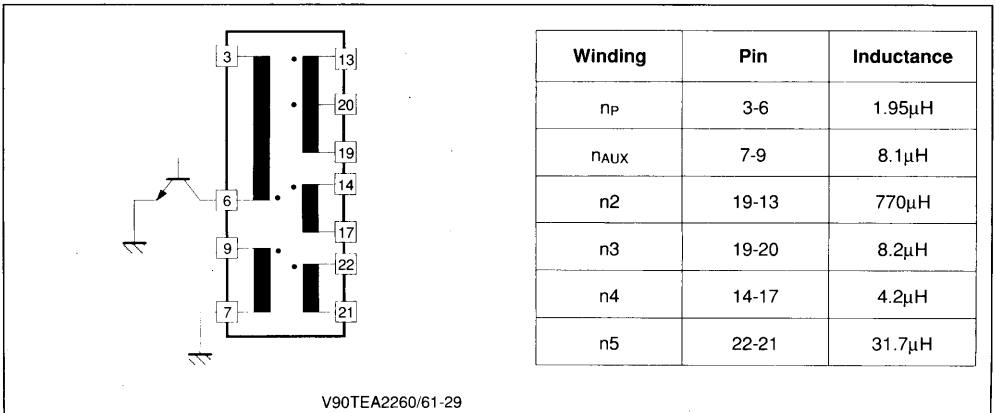 3
13
20
19
14
6
17
9
22
7
21
V90TEA2260/61-29
Winding Pin Inductance
nP 3-6 1.95μH
nAUX 7-9 8.1μH
n2 19-13 770μH
n3 19-20 8.2μH
n4 14-17 4.2μH
n5 22-21 31.7μH